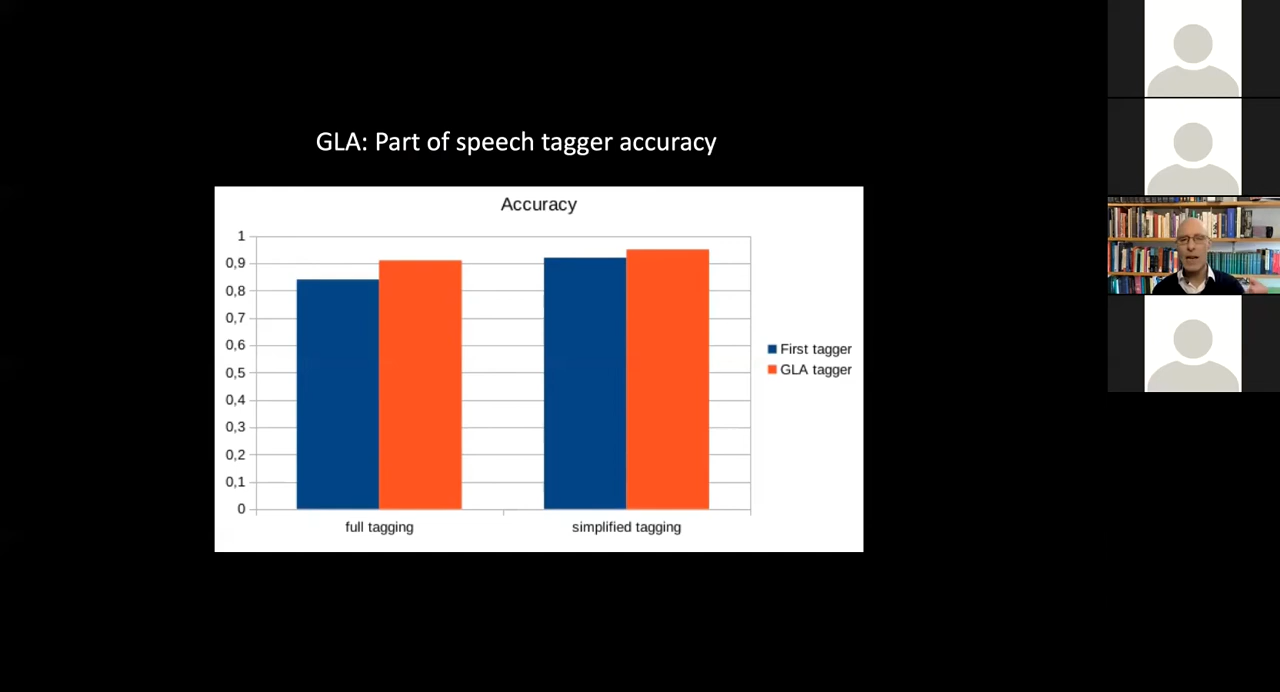 GLA: Part of speech tagger accuracy
Accuracy
1
0,9
0,8
0,7
0,6
0,5
0,4
0,3
0,2
0,1
0
full tagging
simplified tagging
First tagger
GLA tagger